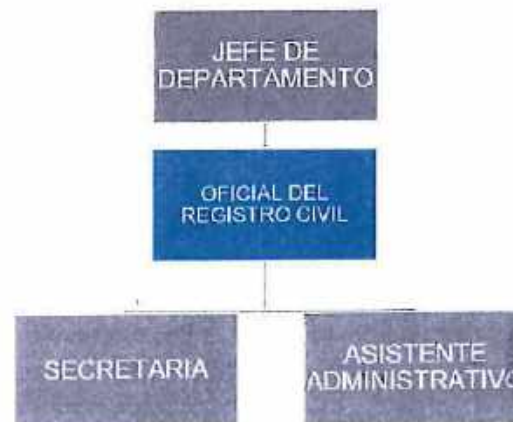 JEFE DE
DEPARTAMENTO
OFICIAL DEL
REGISTRO CIVIL
SECRETARIA
ASISTENTE
ADMINISTRATIVO